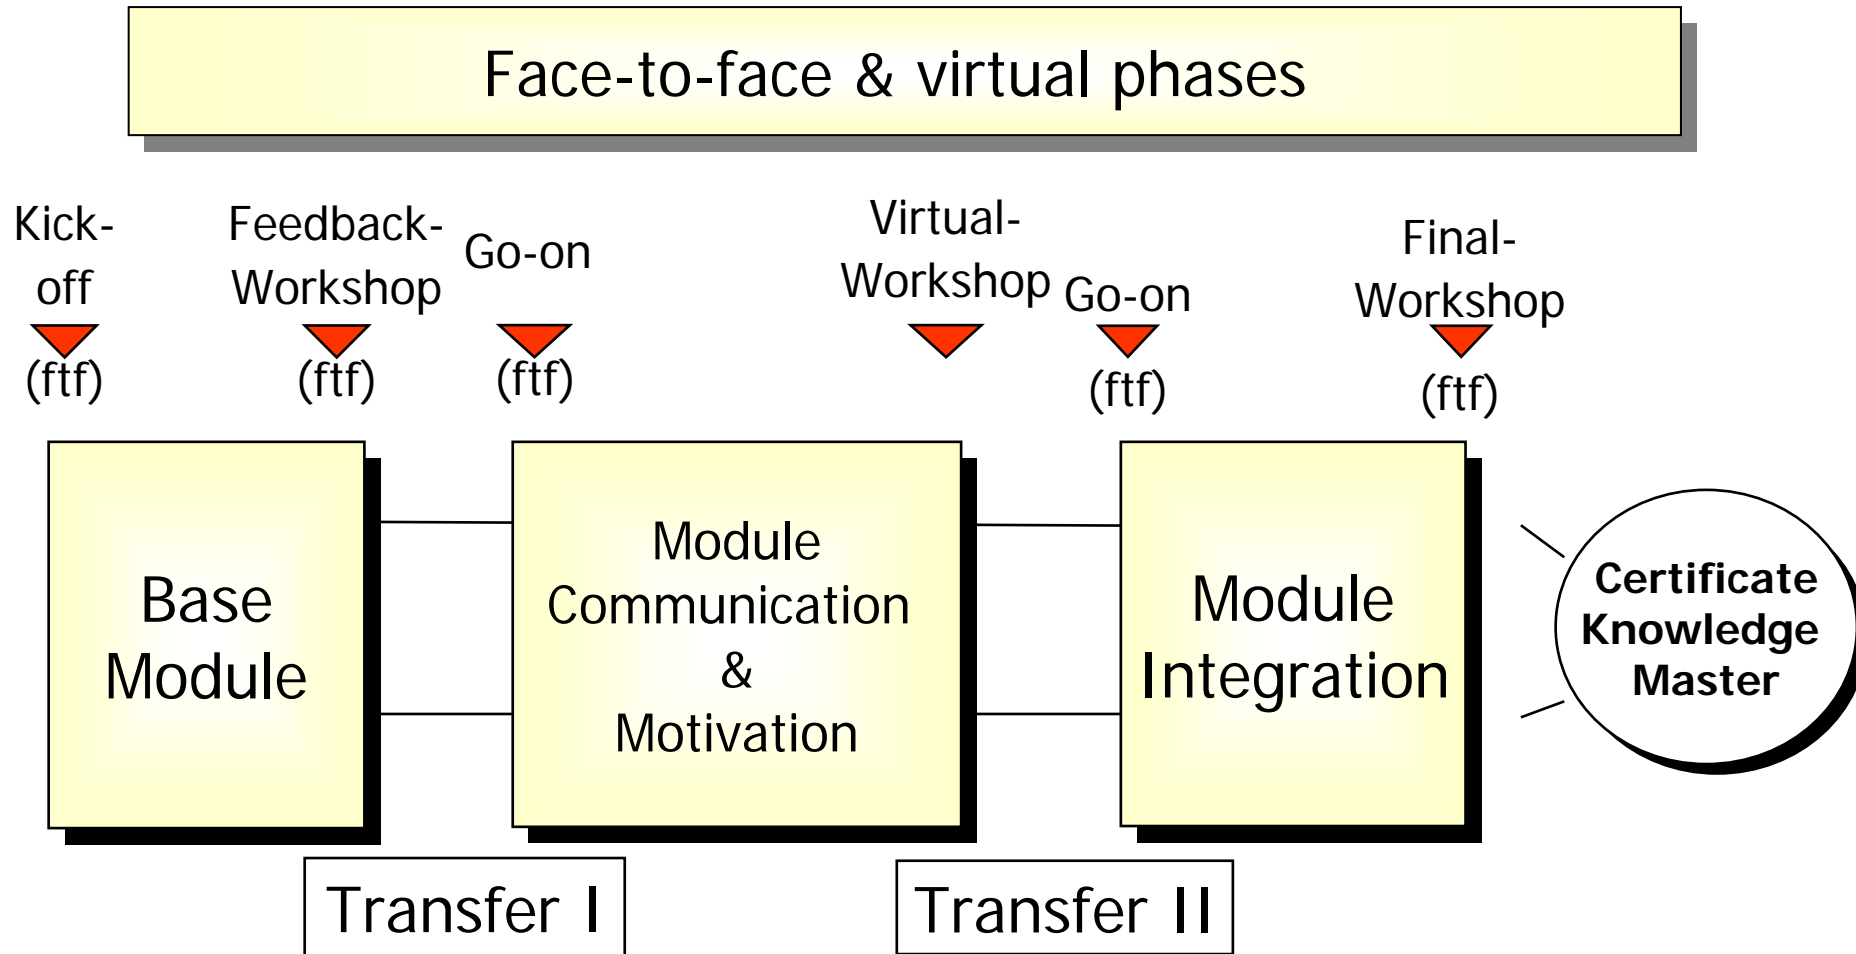 Face-to-face & virtual phases
Kick-
off
(ftf)
Feedback-
Workshop
(ftf)
Go-on
(ftf)
Virtual-
Workshop
Go-on
(ftf)
Final-
Workshop
(ftf)
Base
Module
Module
Communication
&
Motivation
Module
Integration
Certificate
Knowledge
Master
Transfer I
Transfer II